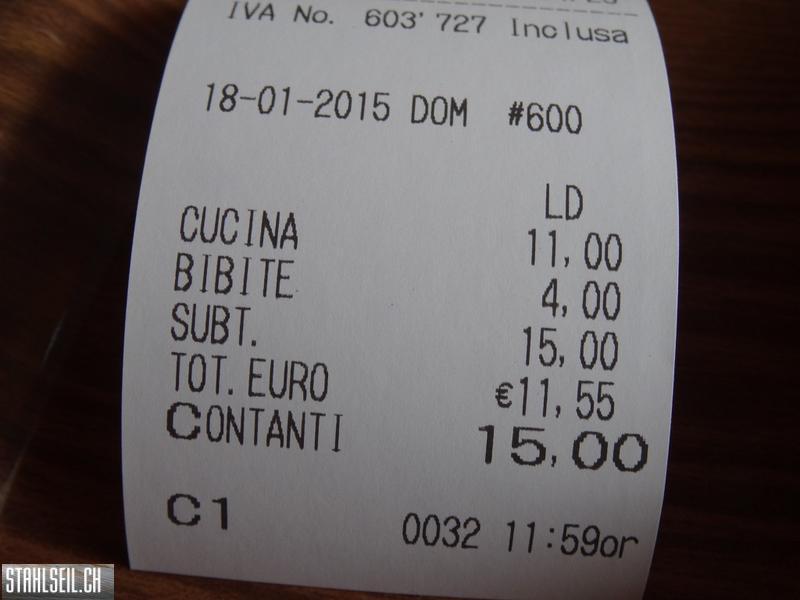 IVA No. 603'727 Inclusa
18-01-2015 DOM #600
LD
CUCINA 11,00
BIBITE 4,00
SUBT. 15,00
TOT.EURO €11,55
CONTANTI 15,00
C1 0032 11:59or
STAHLSEIL.CH